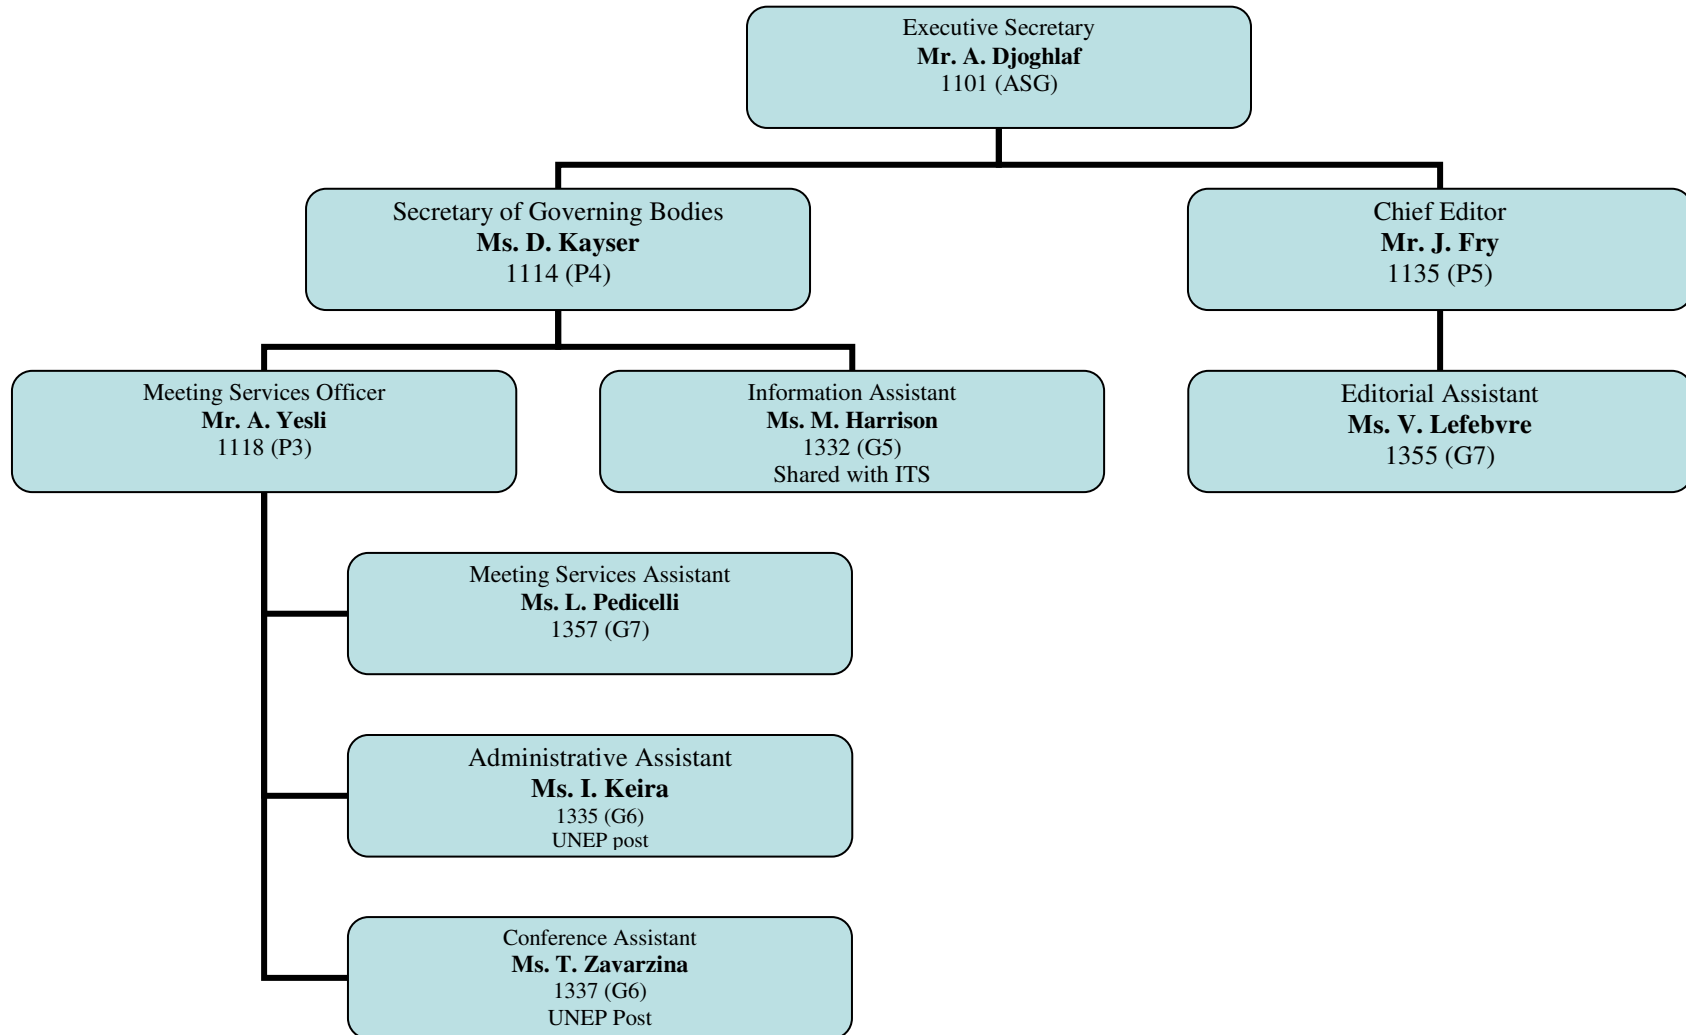 Executive Secretary
Mr. A. Djoghlaf
1101 (ASG)
Secretary of Governing Bodies
Ms. D. Kayser
1114 (P4)
Chief Editor
Mr. J. Fry
1135 (P5)
Meeting Services Officer
Mr. A. Yesli
1118 (P3)
Information Assistant
Ms. M. Harrison
1332 (G5)
Shared with ITS
Editorial Assistant
Ms. V. Lefebvre
1355 (G7)
Meeting Services Assistant
Ms. L. Pedicelli
1357 (G7)
Administrative Assistant
Ms. I. Keira
1335 (G6)
UNEP post
Conference Assistant
Ms. T. Zavarzina
1337 (G6)
UNEP Post